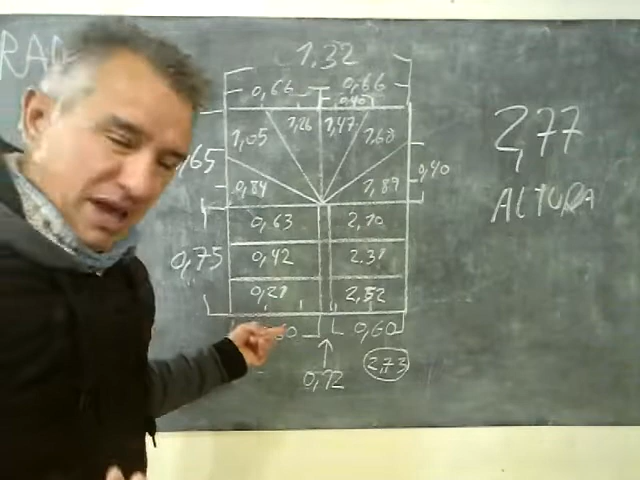 RAD
1,32
0,66 0,66
0,40
1,05 1,26 1,47 1,68
,65
0,84 1,89 0,40
0,63 2,10
0,75 0,42 2.31
0,21 2,52
0,60
0,12 2,73
2,77
ALTURA